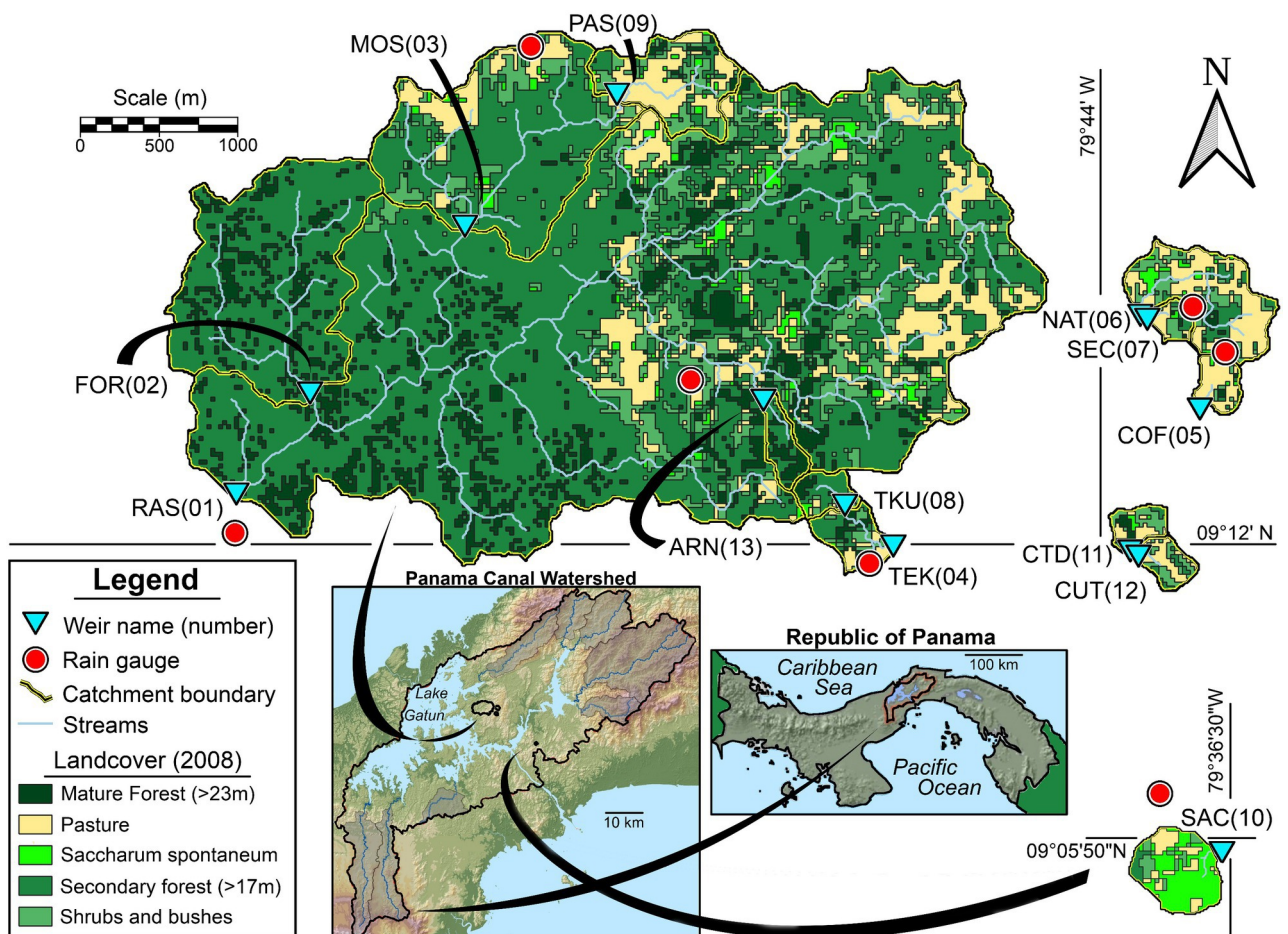 PAS(09)
MOS(03)
Scale (m)
0 500 1000
79°44' W
N
NAT(06)
SEC(07)
COF(05)
FOR(02)
RAS(01)
TKU(08)
ARN(13)
TEK(04)
09°12' N
CTD(11)
CUT(12)
Legend
Weir name (number)
Rain gauge
Catchment boundary
Streams
Landcover (2008)
Mature Forest (>23m)
Pasture
Saccharum spontaneum
Secondary forest (>17m)
Shrubs and bushes
Panama Canal Watershed
Lake
Gatun
10 km
Republic of Panama
100 km
Caribbean
Sea
Pacific
Ocean
79°36'30"W
SAC(10)
09°05'50"N